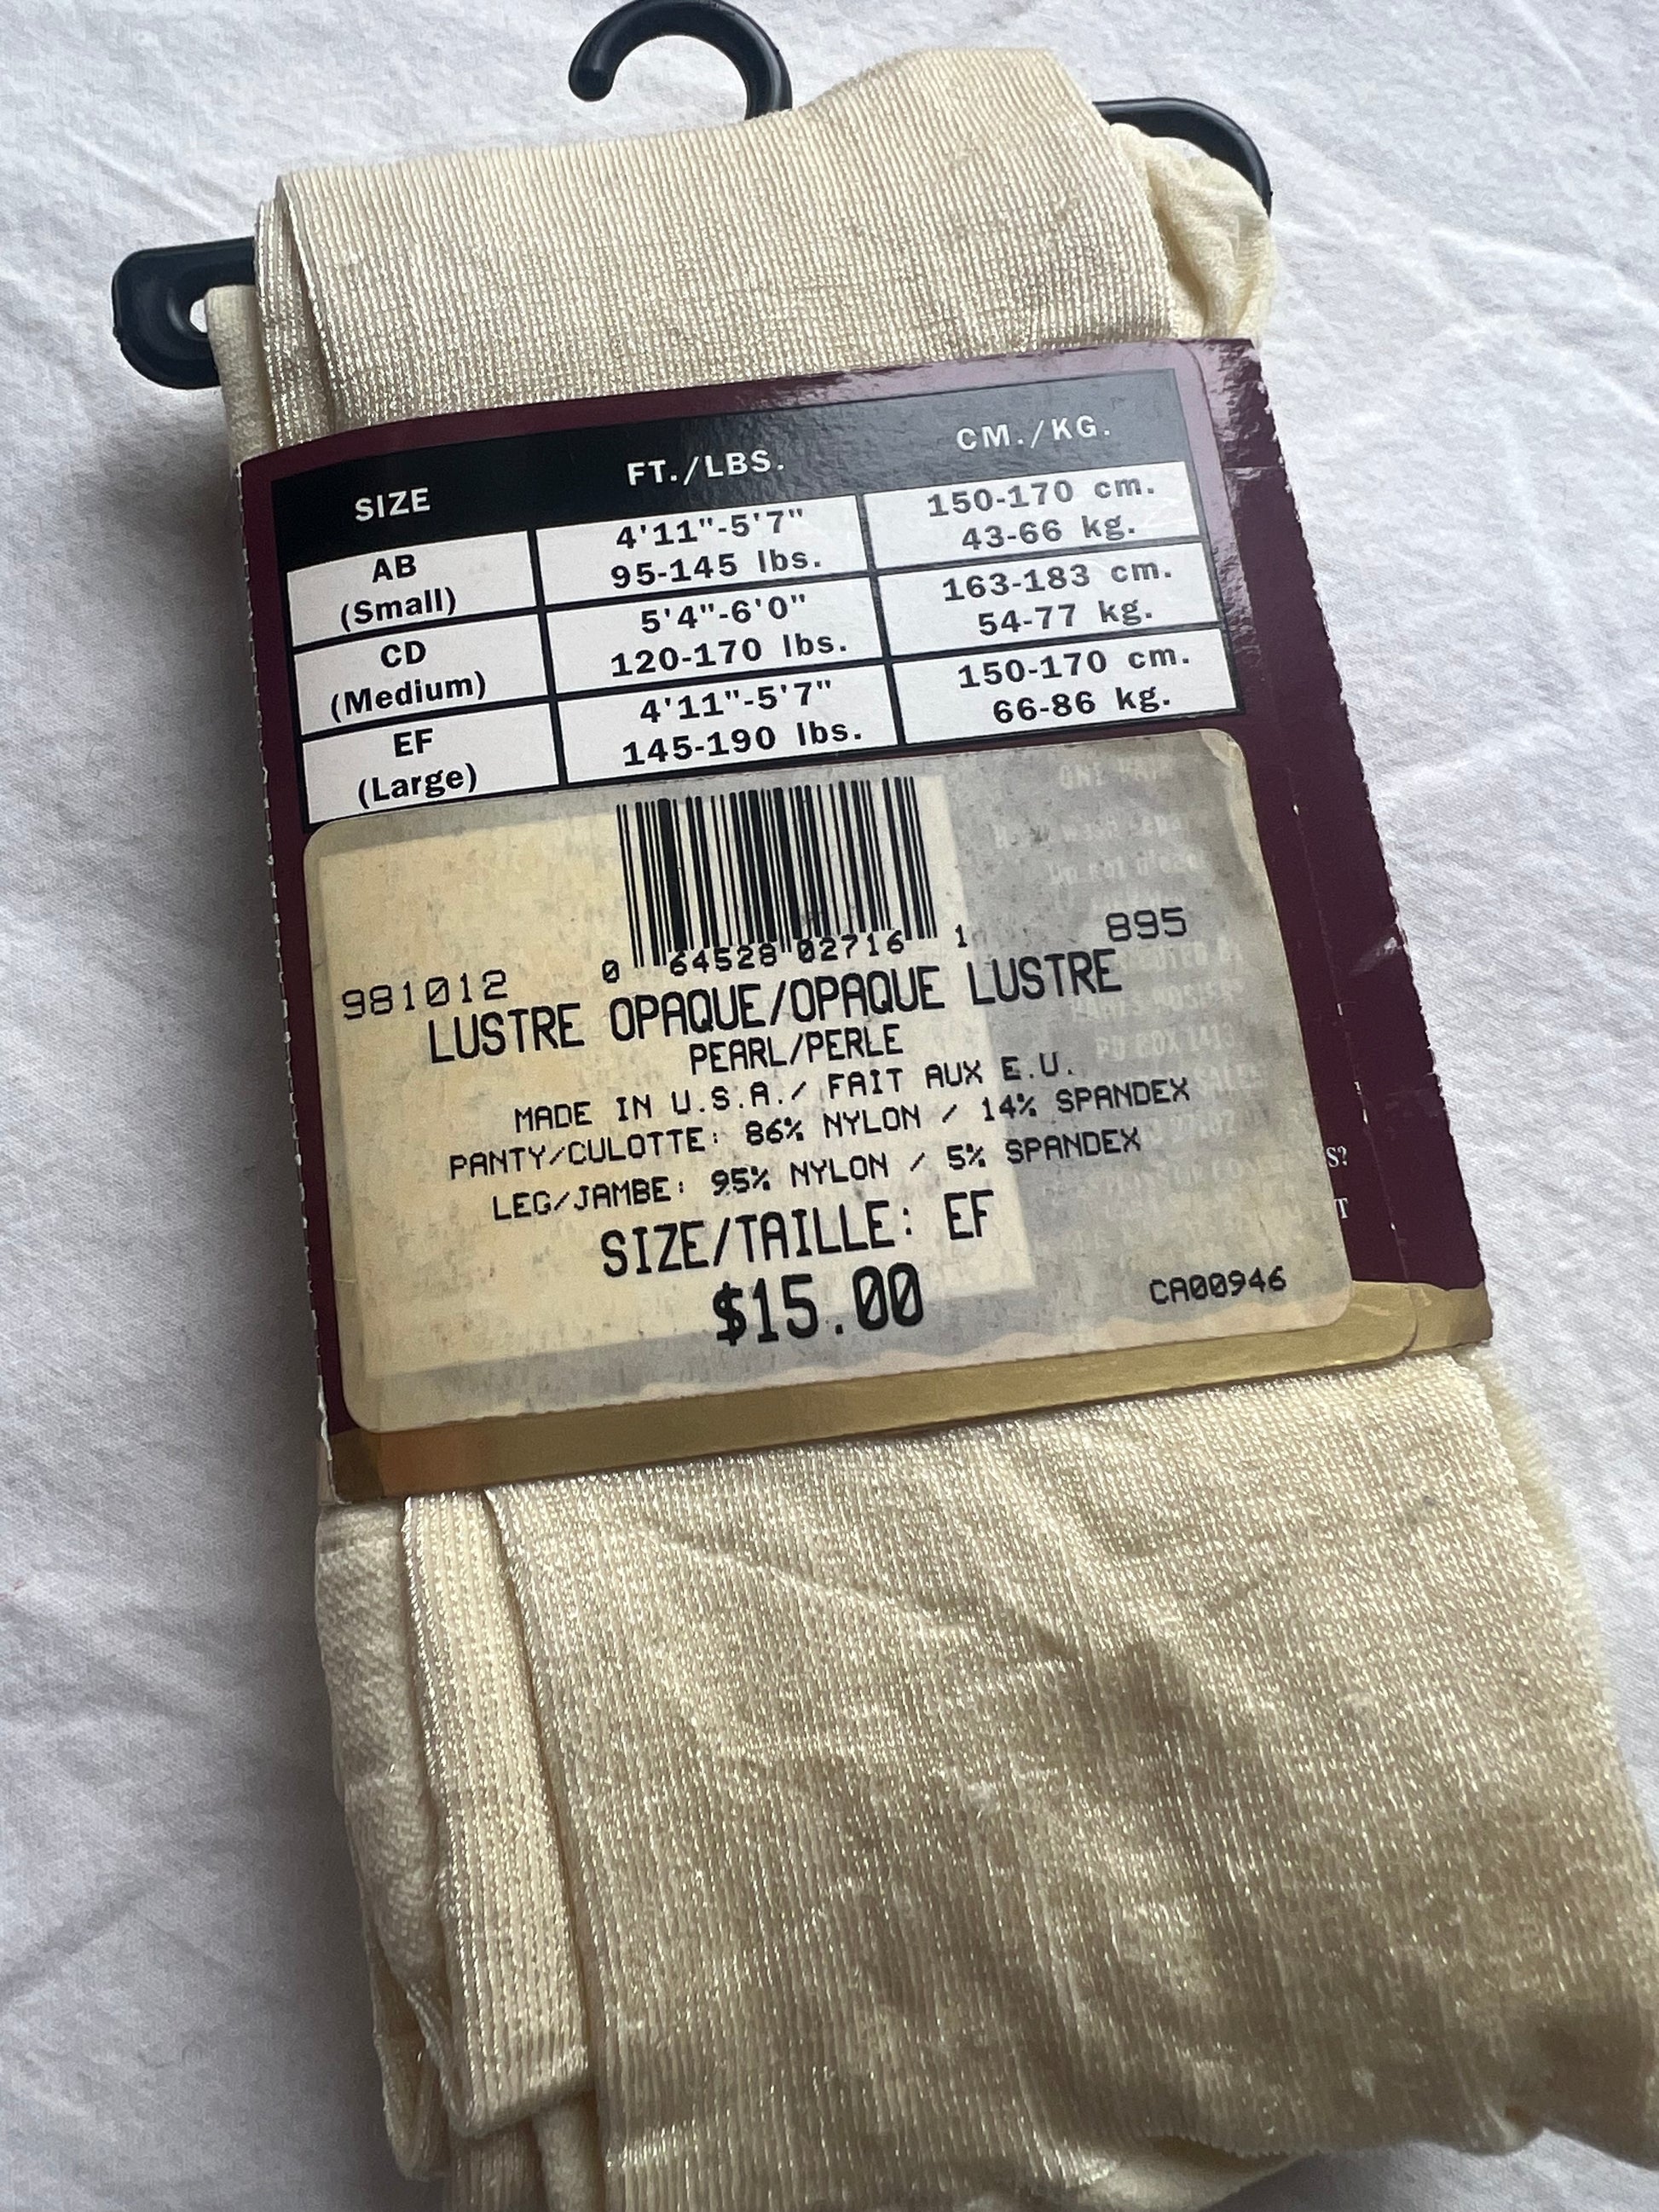 SIZE FT./LBS. CM./KG.
AB (Small) 4'11"-5'7" 95-145 lbs. 150-170 cm. 43-66 kg.
CD (Medium) 5'4"-6'0" 120-170 lbs. 163-183 cm. 54-77 kg.
EF (Large) 4'11"-5'7" 145-190 lbs. 150-170 cm. 66-86 kg.
981012 0 64528 02716 1 895
LUSTRE OPAQUE/OPAQUE LUSTRE
PEARL/PERLE
MADE IN U.S.A./ FAIT AUX E.U.
PANTY/CULOTTE: 86% NYLON / 14% SPANDEX
LEG/JAMBE: 95% NYLON / 5% SPANDEX
SIZE/TAILLE: EF
$15.00
CA00946
S?
T